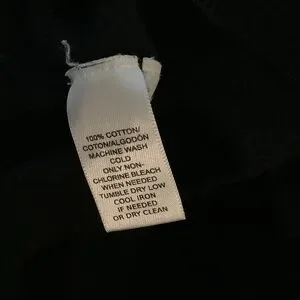 100% COTTON/
COTON/ALGODÓN
MACHINE WASH
COLD
ONLY NON-
CHLORINE BLEACH
WHEN NEEDED
TUMBLE DRY LOW
COOL IRON
IF NEEDED
OR DRY CLEAN